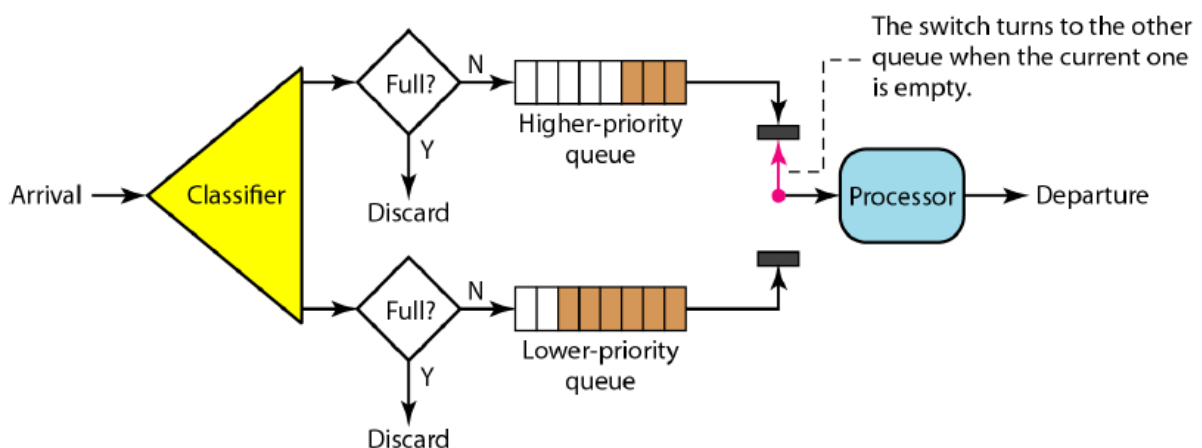 The switch turns to the other
queue when the current one
is empty.
N
Full?
Higher-priority
queue
Y
Arrival
Classifier
Discard
Processor
Departure
N
Full?
Lower-priority
queue
Y
Discard